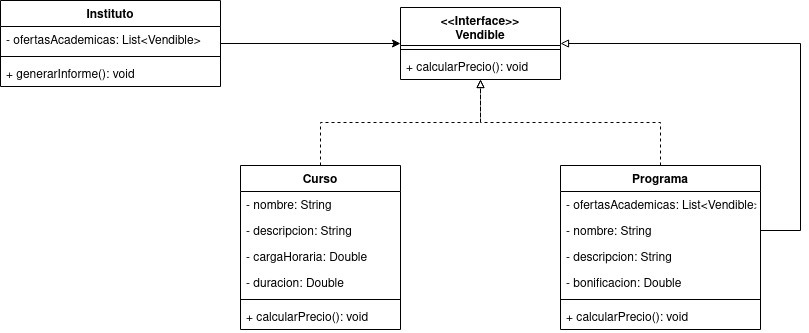 Instituto
- ofertasAcademicas: List<Vendible>
+ generarInforme(): void
<<Interface>>
Vendible
+ calcularPrecio(): void
Curso
- nombre: String
- descripcion: String
- cargaHoraria: Double
- duracion: Double
+ calcularPrecio(): void
Programa
- ofertasAcademicas: List<Vendible>
- nombre: String
- descripcion: String
- bonificacion: Double
+ calcularPrecio(): void